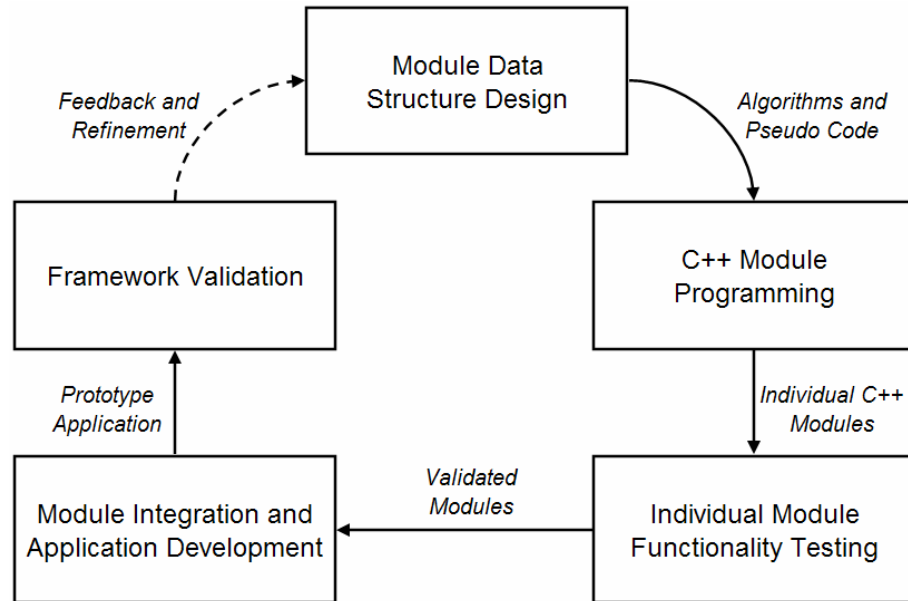 Module Data
Structure Design
Feedback and
Refinement
Algorithms and
Pseudo Code
Framework Validation
C++ Module
Programming
Prototype
Application
Individual C++
Modules
Validated
Modules
Module Integration and
Application Development
Individual Module
Functionality Testing